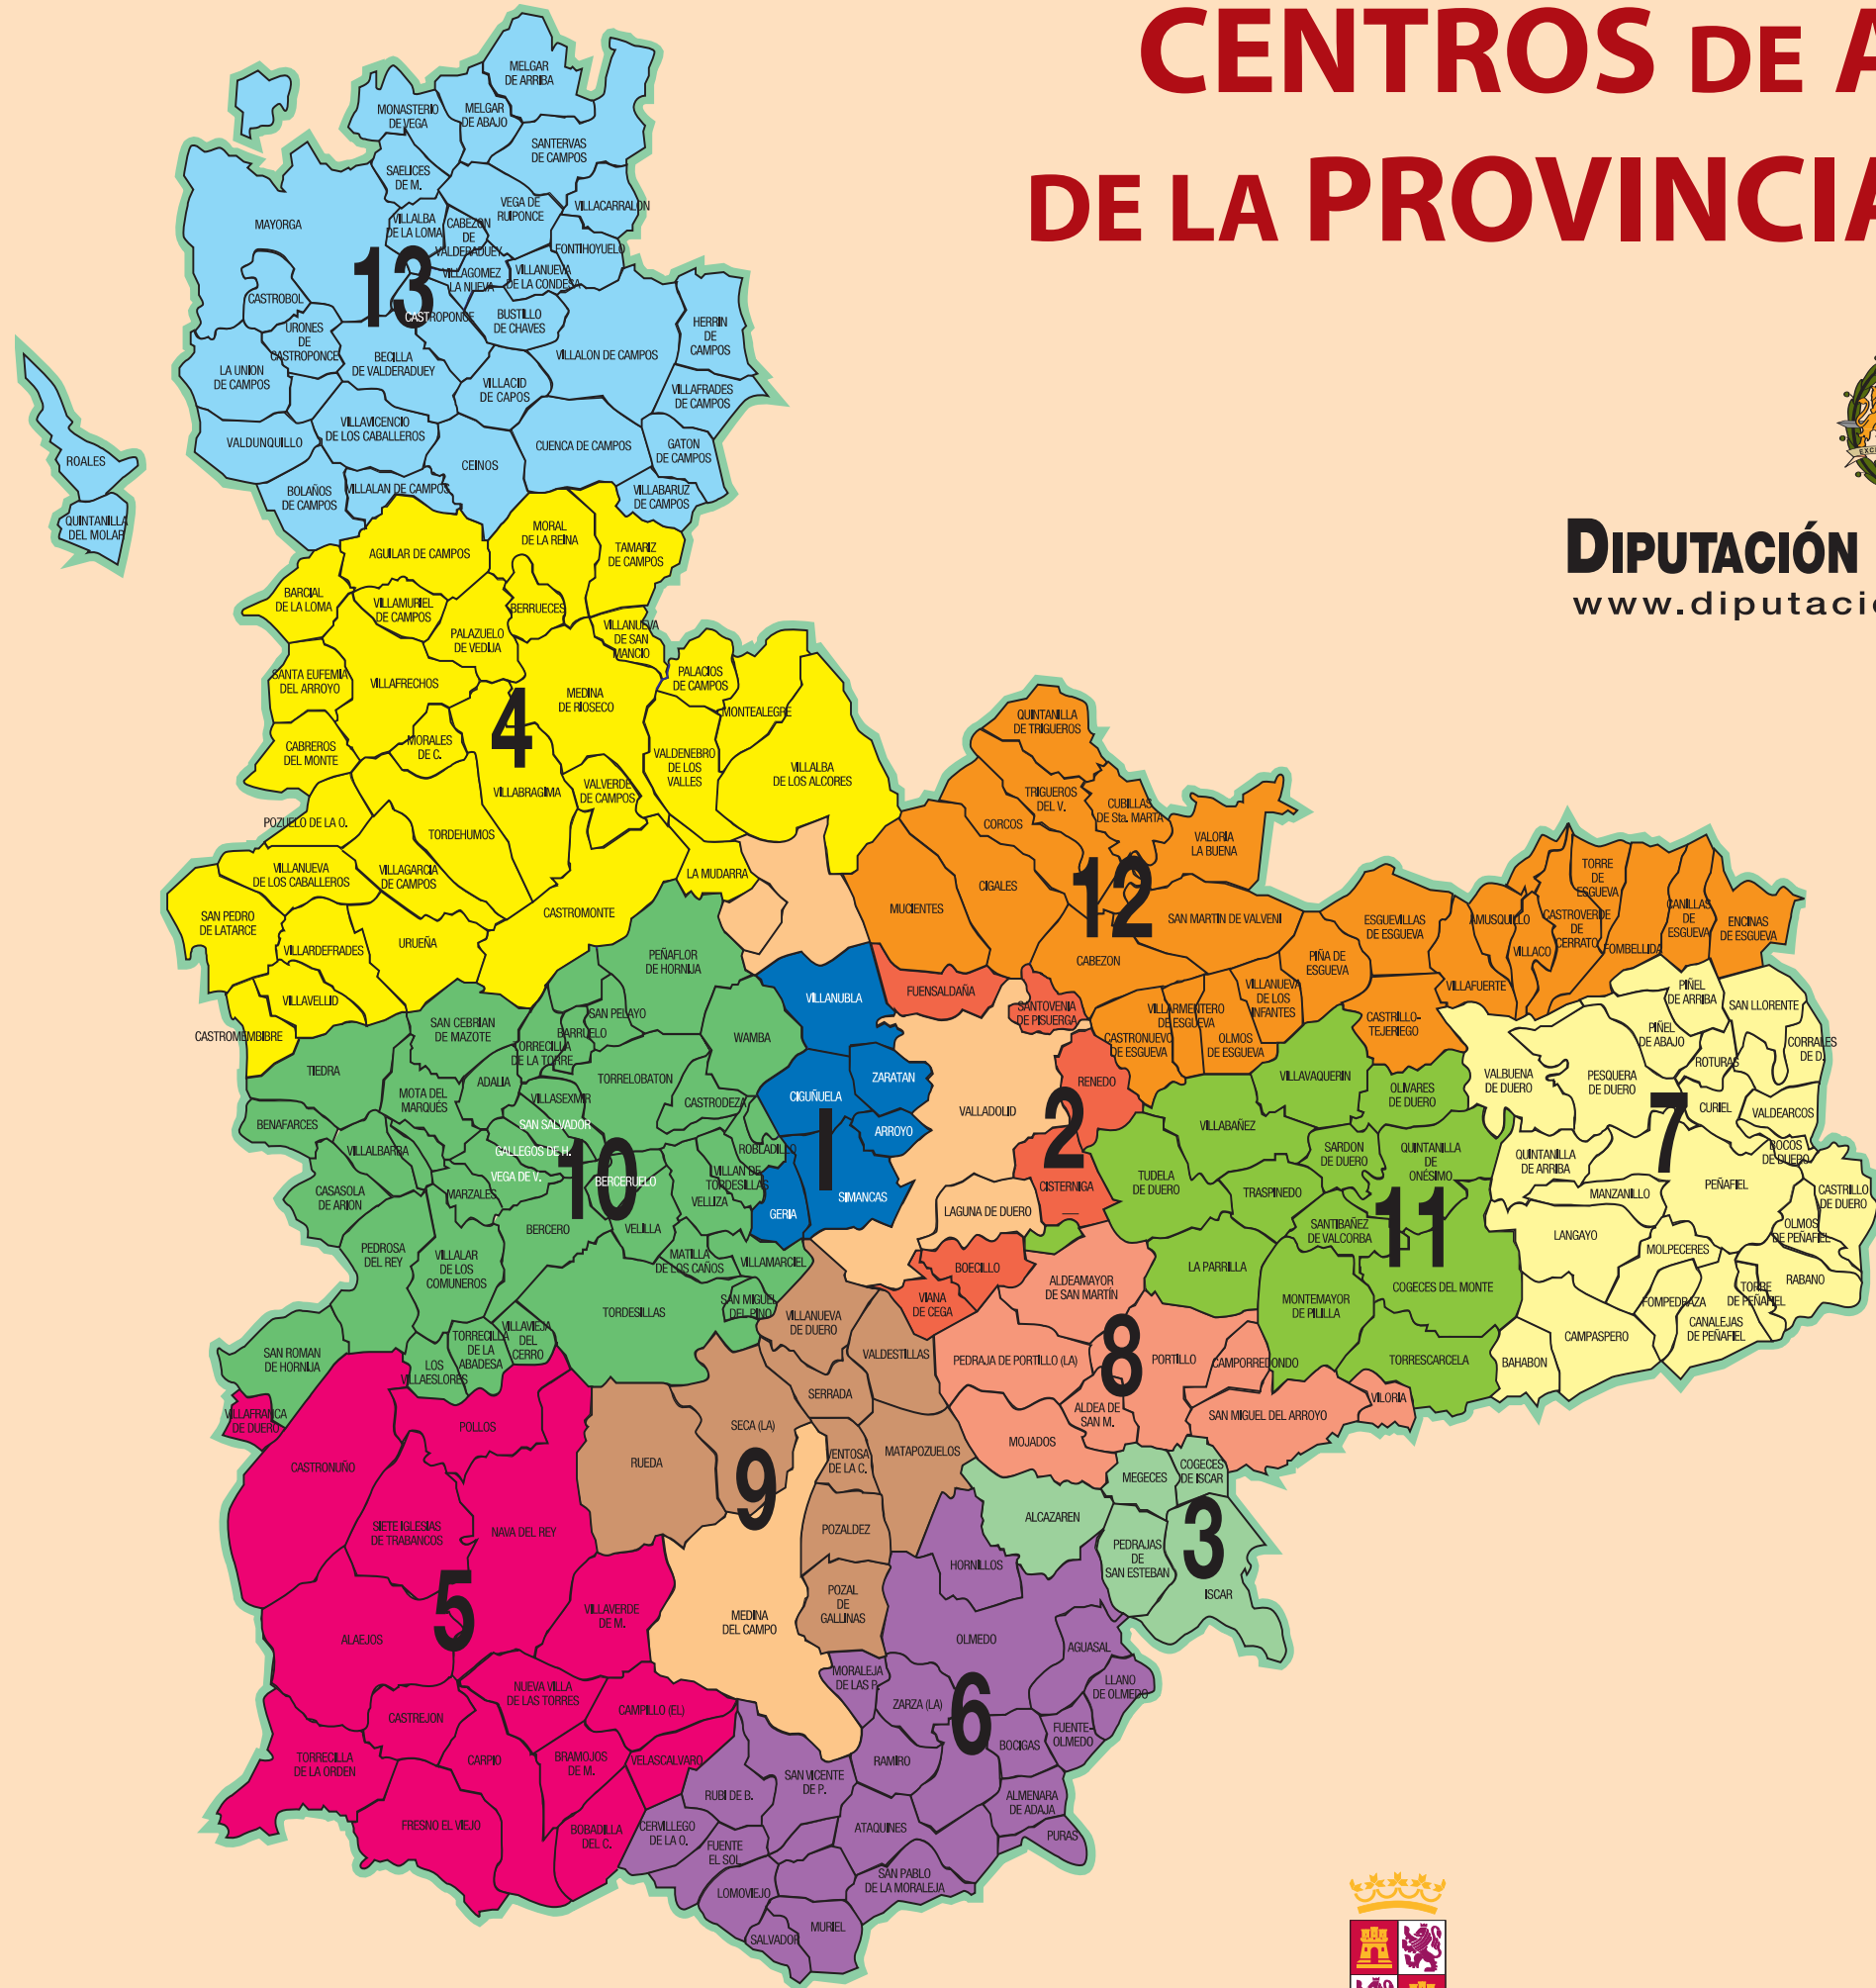 CENTROS DE A
DE LA PROVINCIA
DIPUTACIÓN
www.diputaci
MELGAR
DE ARRIBA
MONASTERIO
DE VEGA
MELGAR
DE ABAJO
SANTERVAS
DE CAMPOS
SAELICES
DE M.
MAYORGA
VILLALBA
DE LA LOMA
CABEZON
DE
VALDERADUEY
VEGA DE
RUIPONCE
VILLACARRALON
FONTIHOYUELO
13
VILLAGOMEZ
LA NUEVA
VILLANUEVA
DE LA CONDESA
CASTROBOL
CASTROPONCE
BUSTILLO
DE CHAVES
URONES
DE
CASTROPONCE
HERRIN
DE
CAMPOS
LA UNION
DE CAMPOS
BECILLA
DE VALDERADUEY
VILLALON DE CAMPOS
VILLACID
DE CAPOS
VILLAFRADES
DE CAMPOS
VALDUNQUILLO
VILLAVICENCIO
DE LOS CABALLEROS
CEINOS
CUENCA DE CAMPOS
GATON
DE CAMPOS
ROALES
QUINTANILLA
DEL MOLAR
BOLAÑOS
DE CAMPOS
VILLALAN DE CAMPOS
VILLABARUZ
DE CAMPOS
AGUILAR DE CAMPOS
MORAL
DE LA REINA
TAMARIZ
DE CAMPOS
BARCIAL
DE LA LOMA
VILLAMURIEL
DE CAMPOS
BERRUECES
PALAZUELO
DE VEDIJA
VILLANUEVA
DE SAN
MANCIO
SANTA EUFEMIA
DEL ARROYO
VILLAFRECHOS
PALACIOS
DE CAMPOS
4
MEDINA
DE RIOSECO
MONTEALEGRE
CABREROS
DEL MONTE
MORALES
DE C.
VALDENEBRO
DE LOS
VALLES
VILLALBA
DE LOS ALCORES
VILLABRAGIMA
VALVERDE
DE CAMPOS
POZUELO DE LA O.
TORDEHUMOS
VILLANUEVA
DE LOS CABALLEROS
VILLAGARCIA
DE CAMPOS
LA MUDARRA
SAN PEDRO
DE LATARCE
VILLARDEFRADES
URUEÑA
CASTROMONTE
VILLAVELLID
CASTROMEMBIBRE
QUINTANILLA
DE TRIGUEROS
TRIGUEROS
DEL V.
CUBILLAS
DE Sta. MARTA
CORCOS
VALORIA
LA BUENA
12
MUCIENTES
CIGALES
SAN MARTIN DE VALVENI
CABEZON
ESGUEVILLAS
DE ESGUEVA
PIÑA DE
ESGUEVA
AMUSQUILLO
VILLACO
CASTROVERDE
DE
CERRATO
TORRE
DE
ESGUEVA
FOMBELLIDA
CANILLAS
DE
ESGUEVA
ENCINAS
DE ESGUEVA
VILLAFUERTE
VILLARMENTERO
DE ESGUEVA
VILLANUEVA
DE LOS
INFANTES
CASTRONUEVO
DE ESGUEVA
OLMOS
DE ESGUEVA
CASTRILLO-
TEJERIEGO
PEÑAFLOR
DE HORNIJA
SAN PELAYO
BARRUELO
TORRECILLA
DE LA TORRE
SAN CEBRIAN
DE MAZOTE
WAMBA
TIEDRA
ADALIA
MOTA DEL
MARQUÉS
TORRELOBATON
VILLASEXMIR
CASTRODEZA
SAN SALVADOR
BENAFARCES
VILLALBARBA
GALLEGOS DE H.
10
VEGA DE V.
BERCERUELO
ROBLADILLO
VILLAN DE
TORDESILLAS
MARZALES
VELLIZA
CASASOLA
DE ARION
BERCERO
VELILLA
PEDROSA
DEL REY
VILLALAR
DE LOS
COMUNEROS
MATILLA
DE LOS CAÑOS
VILLAMARCIEL
TORDESILLAS
SAN MIGUEL
DEL PINO
SAN ROMAN
DE HORNIJA
LOS
VILLAESLORES
TORRECILLA
DE LA
ABADESA
VILLAVIEJA
DEL
CERRO
VILLANUBLA
ZARATAN
CIGUÑUELA
I
ARROYO
SIMANCAS
GERIA
FUENSALDAÑA
SANTOVENIA
DE PISUERGA
RENEDO
VALLADOLID
2
CISTERNIGA
LAGUNA DE DUERO
BOECILLO
VIANA
DE CEGA
VILLAVAQUERIN
OLIVARES
DE DUERO
VILLABAÑEZ
SARDON
DE DUERO
QUINTANILLA
DE
ONÉSIMO
TUDELA
DE DUERO
TRASPINEDO
11
SANTIBAÑEZ
DE VALCORBA
LA PARRILLA
MONTEMAYOR
DE PILILLA
COGECES DEL MONTE
TORRESCARCELA
PIÑEL
DE ARRIBA
SAN LLORENTE
PIÑEL
DE ABAJO
ROTURAS
CORRALES
DE D.
VALBUENA
DE DUERO
PESQUERA
DE DUERO
CURIEL
VALDEARCOS
7
BOCOS
DE DUERO
QUINTANILLA
DE ARRIBA
MANZANILLO
PEÑAFIEL
CASTRILLO
DE DUERO
OLMOS
DE PEÑAFIEL
LANGAYO
MOLPECERES
RABANO
TORRE
DE PEÑAFIEL
FOMPEDRAZA
CANALEJAS
DE PEÑAFIEL
CAMPASPERO
BAHABON
ALDEAMAYOR
DE SAN MARTÍN
8
PEDRAJA DE PORTILLO (LA)
PORTILLO
CAMPORREDONDO
ALDEA DE
SAN M.
SAN MIGUEL DEL ARROYO
VILORIA
MOJADOS
VILLANUEVA
DE DUERO
VALDESTILLAS
SERRADA
SECA (LA)
RUEDA
9
VENTOSA
DE LA C.
MATAPOZUELOS
POZALDEZ
POZAL
DE
GALLINAS
MEDINA
DEL CAMPO
MEGECES
COGECES
DE ISCAR
ALCAZAREN
3
PEDRAJAS
DE
SAN ESTEBAN
ISCAR
VILLAFRANCA
DE DUERO
POLLOS
CASTRONUÑO
SIETE IGLESIAS
DE TRABANCOS
NAVA DEL REY
5
VILLAVERDE
DE M.
ALAEJOS
NUEVA VILLA
DE LAS TORRES
CAMPILLO (EL)
CASTREJON
TORRECILLA
DE LA ORDEN
CARPIO
BRAMOJOS
DE M.
VELASCALVARO
FRESNO EL VIEJO
BOBADILLA
DEL C.
HORNILLOS
OLMEDO
AGUASAL
MORALEJA
DE LAS P.
ZARZA (LA)
6
LLANO
DE OLMEDO
FUENTE-
OLMEDO
BOCIGAS
RAMIRO
SAN VICENTE
DE P.
RUBI DE B.
ALMENARA
DE ADAJA
PURAS
ATAQUINES
CERVILLEGO
DE LA O.
FUENTE
EL SOL
SAN PABLO
DE LA MORALEJA
LOMOVIEJO
MURIEL
SALVADOR